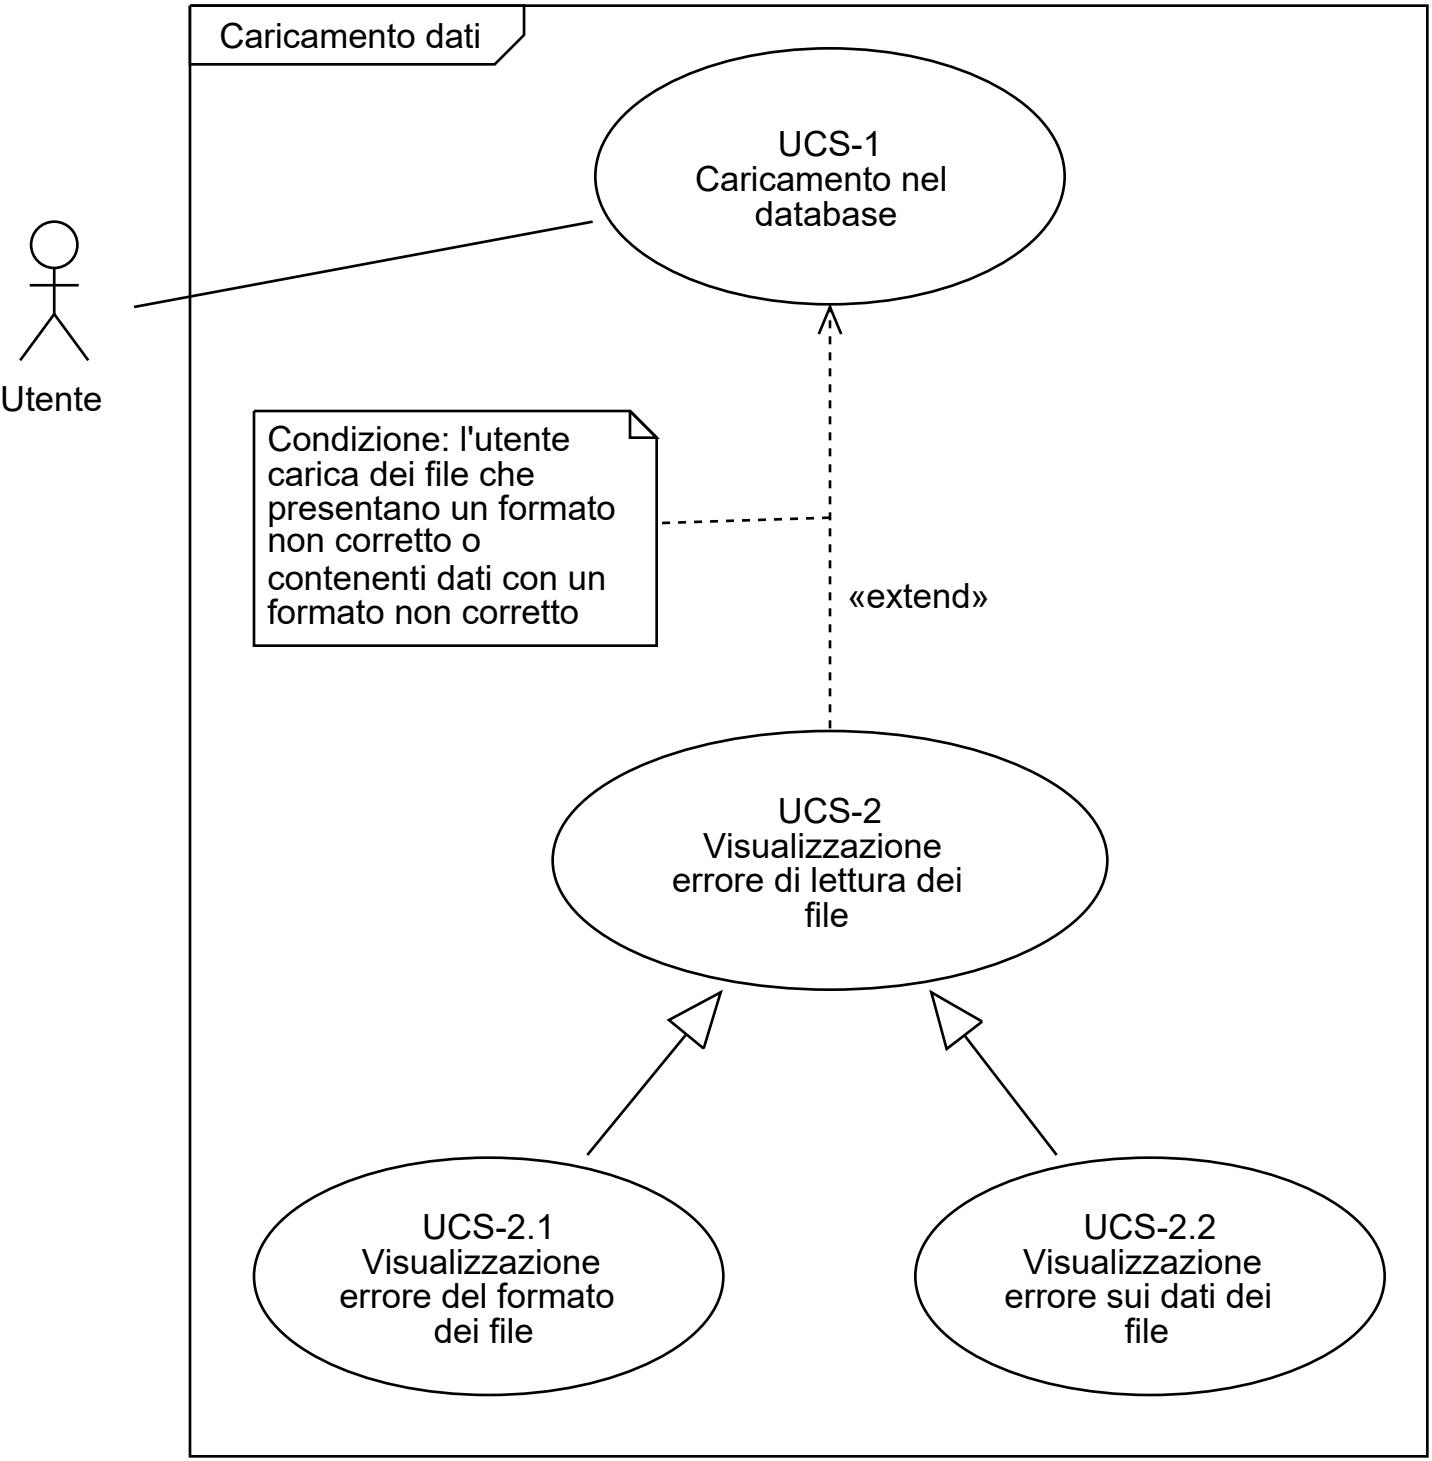 Caricamento dati
UCS-1
Caricamento nel
database
Utente
Condizione: l'utente
carica dei file che
presentano un formato
non corretto o
contenenti dati con un
formato non corretto
«extend»
UCS-2
Visualizzazione
errore di lettura dei
file
UCS-2.1
Visualizzazione
errore del formato
dei file
UCS-2.2
Visualizzazione
errore sui dati dei
file